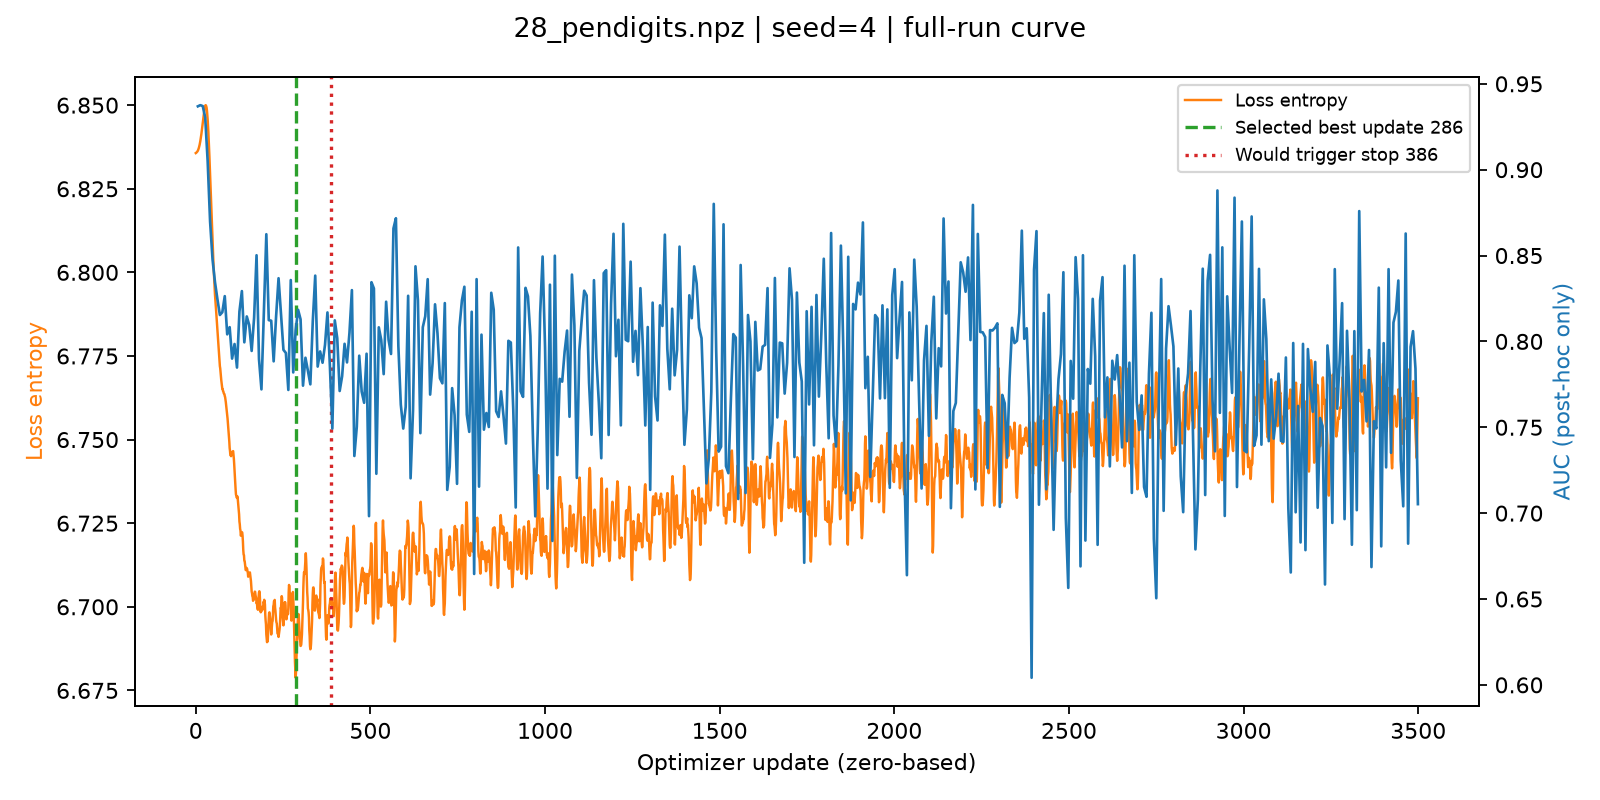 28_pendigits.npz | seed=4 | full-run curve
Loss entropy
Selected best update 286
Would trigger stop 386
6.850
6.825
6.800
6.775
6.750
6.725
6.700
6.675
Loss entropy
0.95
0.90
0.85
0.80
0.75
0.70
0.65
0.60
AUC (post-hoc only)
0 500 1000 1500 2000 2500 3000 3500
Optimizer update (zero-based)